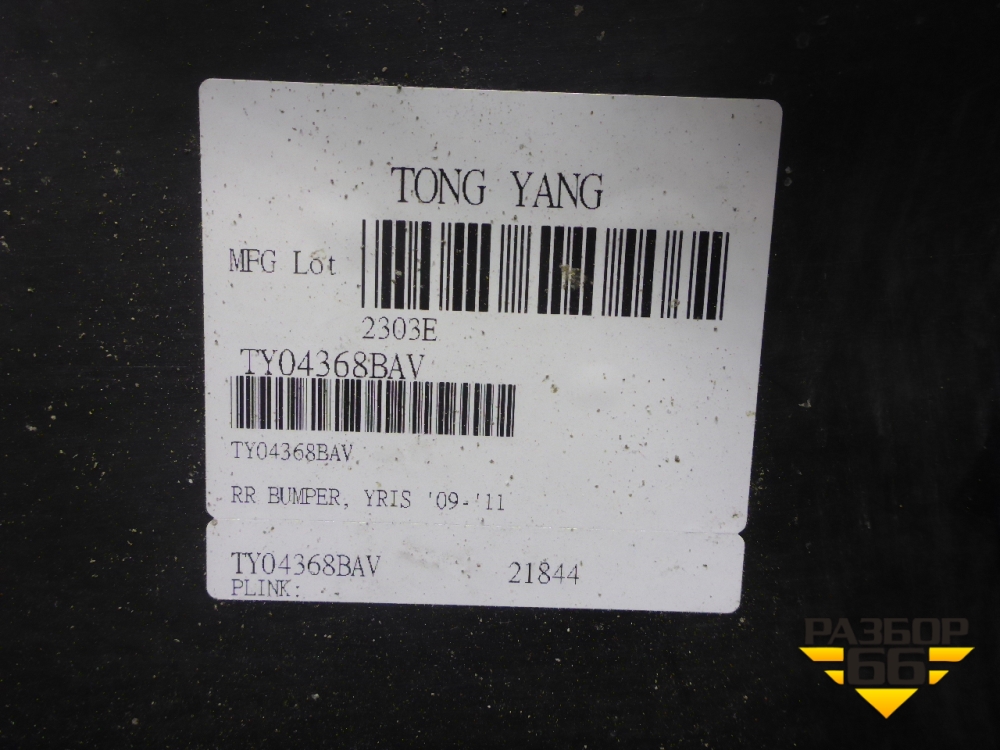 TONG YANG
MFG Lot
2303E
TY04368BAV
TY04368BAV
RR BUMPER, YRIS '09-'11
TY04368BAV 21844
PLINK:
РАЗБОР
66